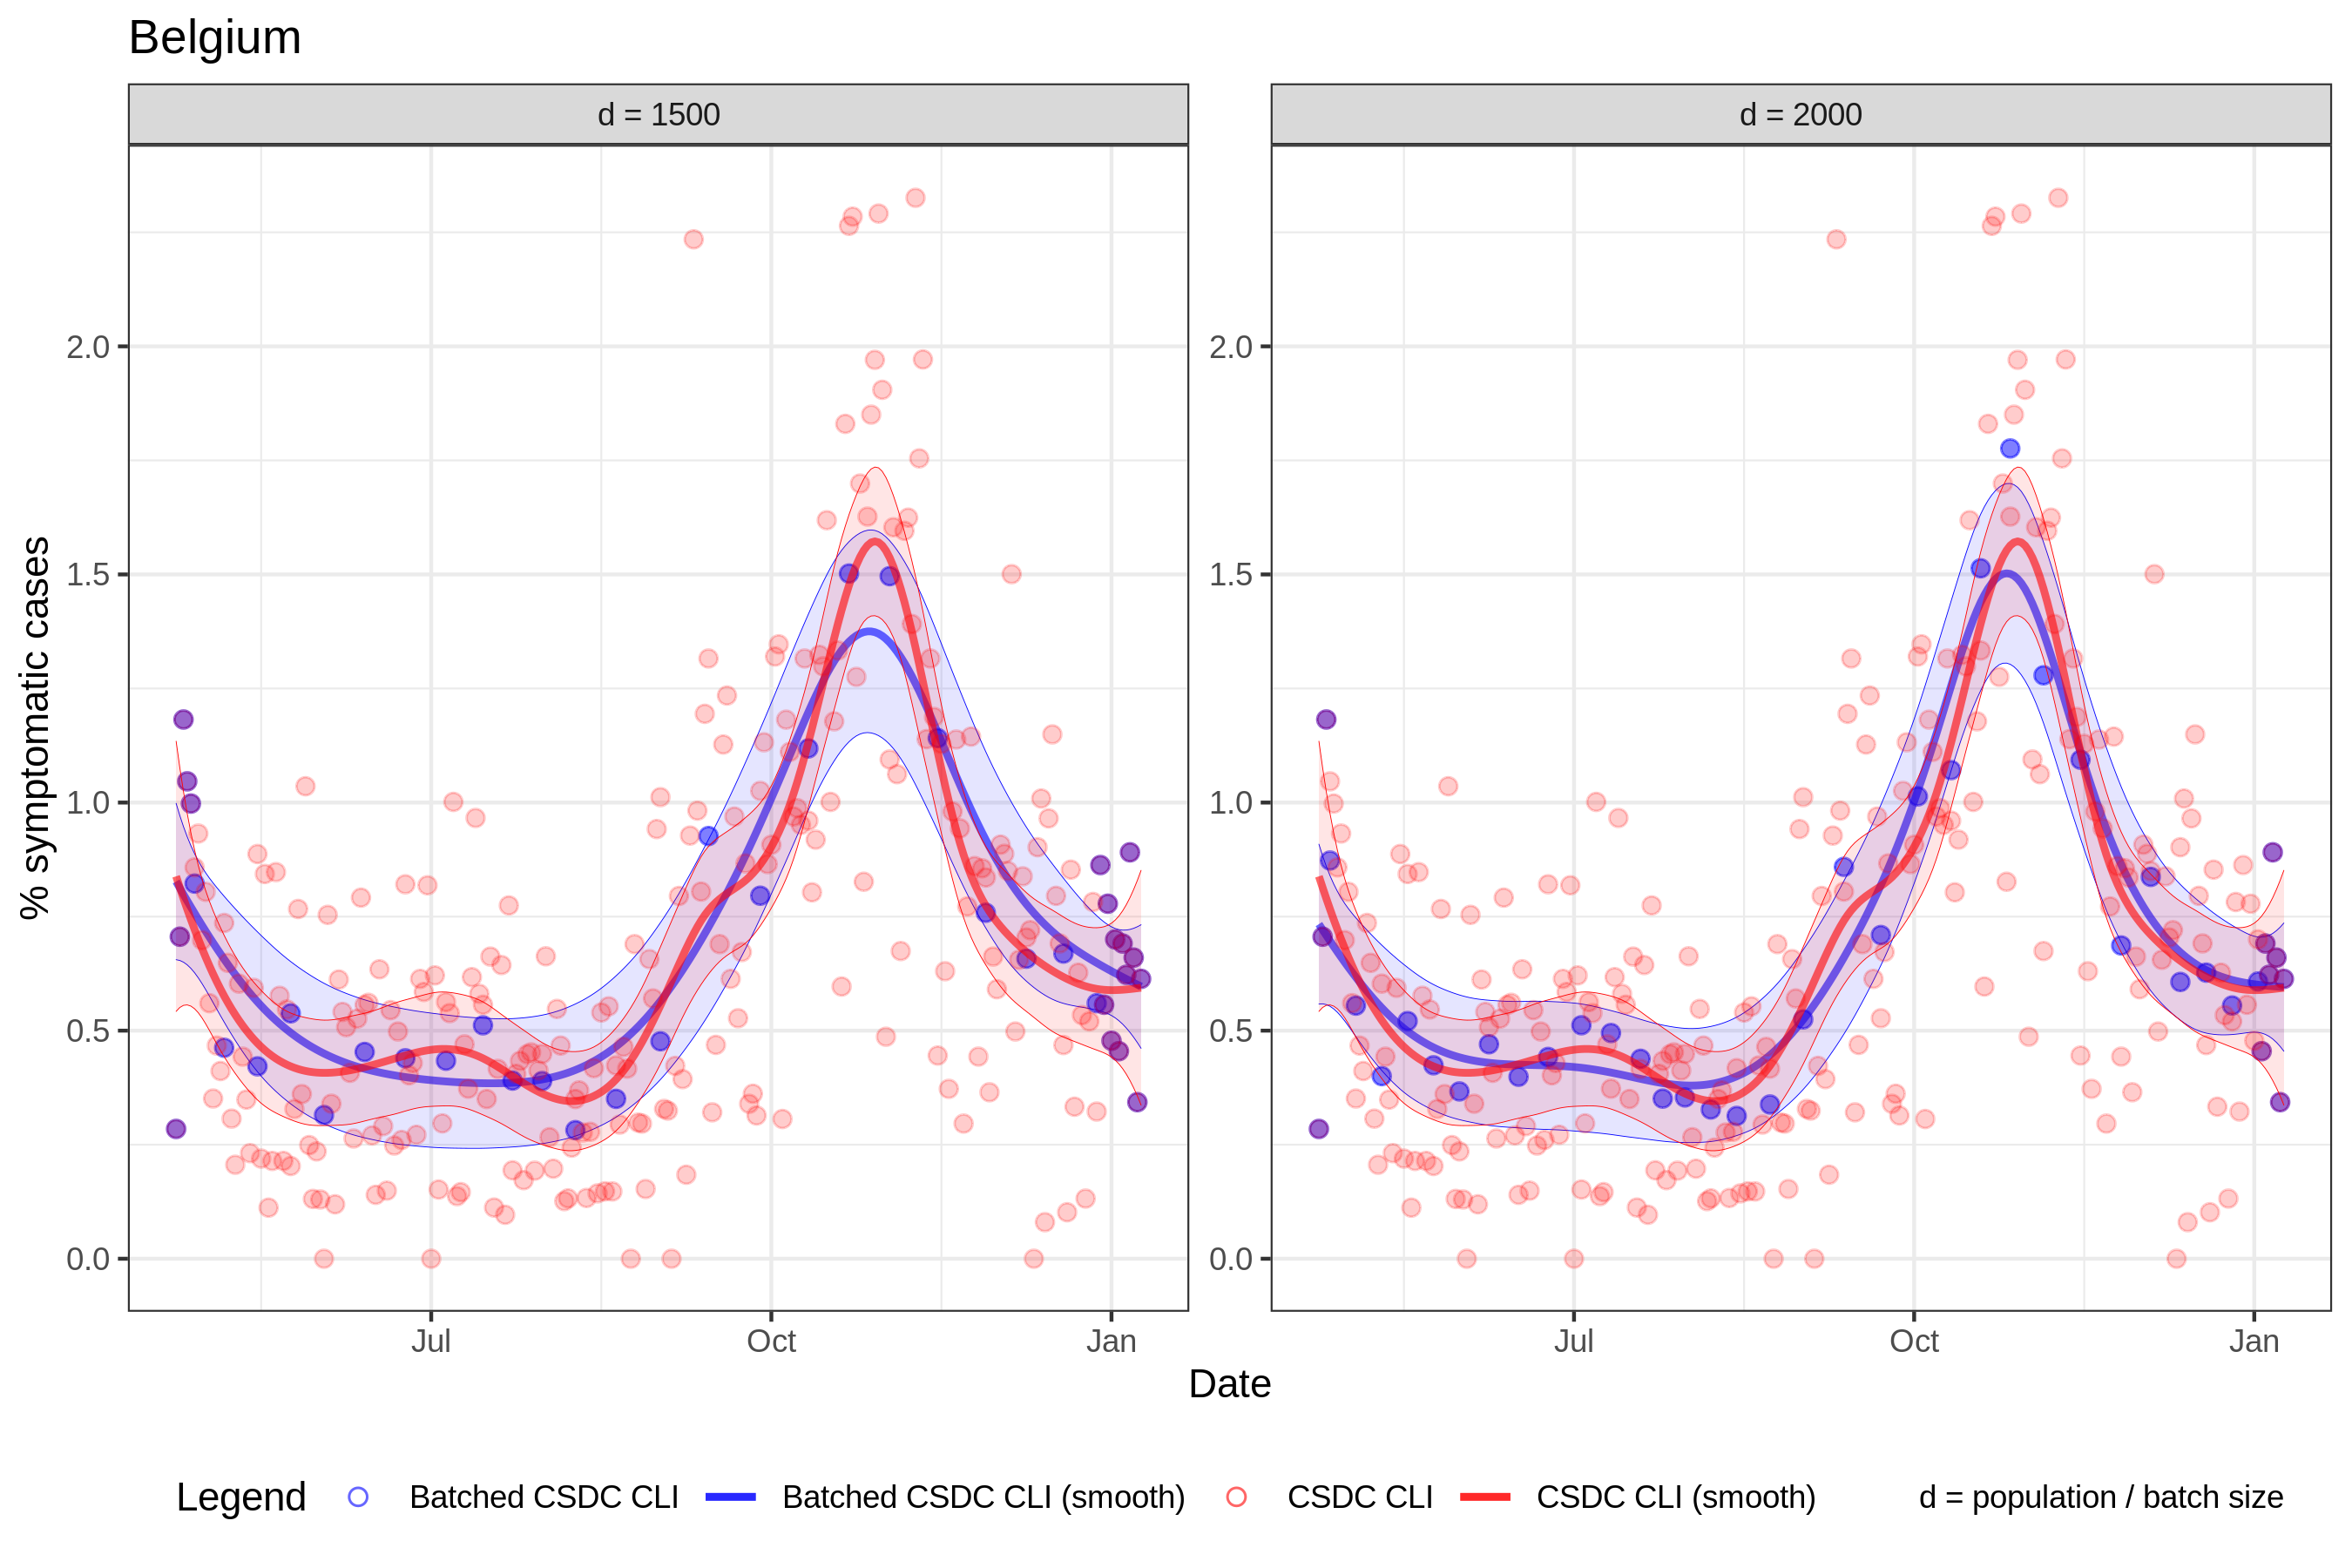 Belgium
d = 1500
d = 2000
% symptomatic cases
2.0
1.5
1.0
0.5
0.0
2.0
1.5
1.0
0.5
0.0
Jul
Oct
Jan
Jul
Oct
Jan
Date
Legend
Batched CSDC CLI
Batched CSDC CLI (smooth)
CSDC CLI
CSDC CLI (smooth)
d = population / batch size